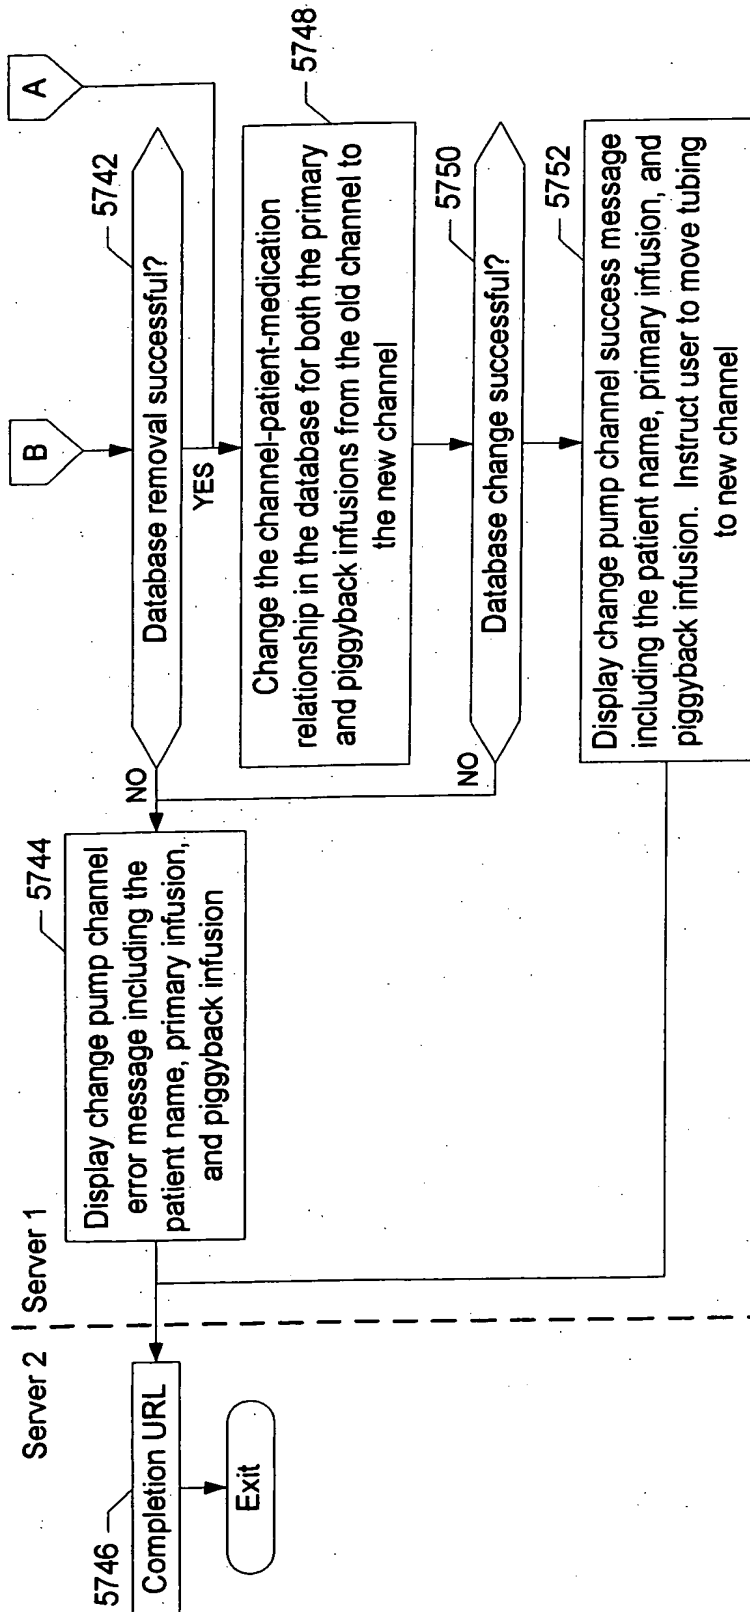 Server 2
Server 1
B
A
5742
Database removal successful?
YES
NO
5744
Display change pump channel
error message including the
patient name, primary infusion,
and piggyback infusion
5746
Completion URL
Exit
5748
Change the channel-patient-medication
relationship in the database for both the primary
and piggyback infusions from the old channel to
the new channel
5750
Database change successful?
NO
5752
Display change pump channel success message
including the patient name, primary infusion, and
piggyback infusion. Instruct user to move tubing
to new channel